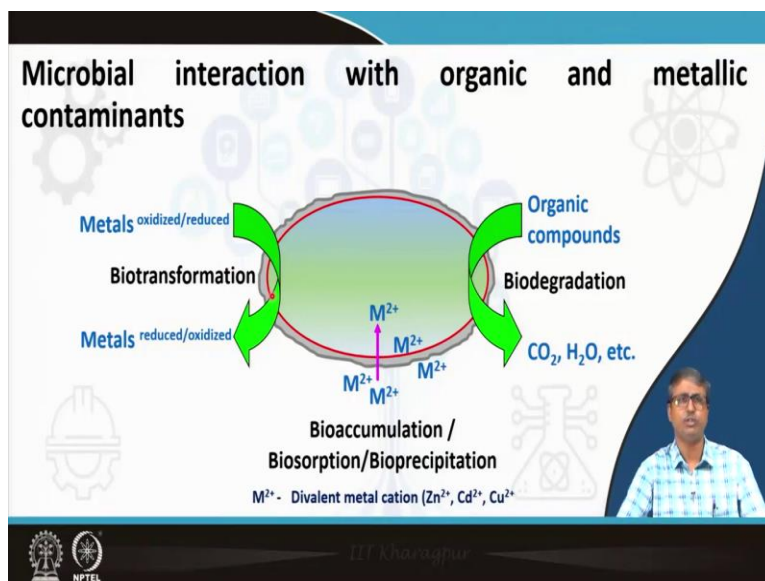 Microbial interaction with organic and metallic
contaminants
Metals oxidized/reduced
Organic
compounds
Biotransformation
Biodegradation
Metals reduced/oxidized
CO₂, H₂O, etc.
M²⁺
M²⁺
M²⁺
M²⁺
M²⁺
Bioaccumulation /
Biosorption/Bioprecipitation
M²⁺ - Divalent metal cation (Zn²⁺, Cd²⁺, Cu²⁺
IIT Kharagpur
NPTEL